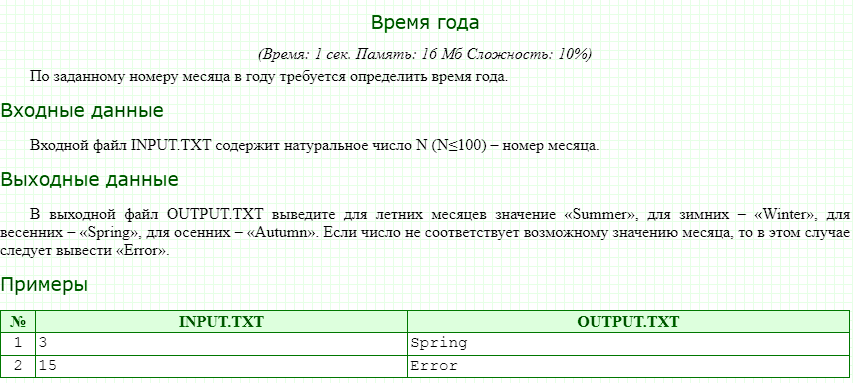 Время года
(Время: 1 сек. Память: 16 Мб Сложность: 10%)
По заданному номеру месяца в году требуется определить время года.
Входные данные
Входной файл INPUT.TXT содержит натуральное число N (N≤100) – номер месяца.
Выходные данные
В выходной файл OUTPUT.TXT выведите для летних месяцев значение «Summer», для зимних – «Winter», для
весенних – «Spring», для осенних – «Autumn». Если число не соответствует возможному значению месяца, то в этом случае
следует вывести «Error».
Примеры
№ INPUT.TXT OUTPUT.TXT
1 3 Spring
2 15 Error